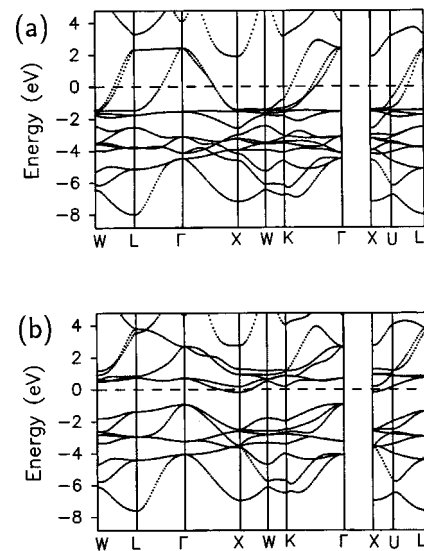 (a)
Energy (eV)
4
2
0
-2
-4
-6
-8
W L Γ X W K Γ X U L
(b)
Energy (eV)
4
2
0
-2
-4
-6
-8
W L Γ X W K Γ X U L